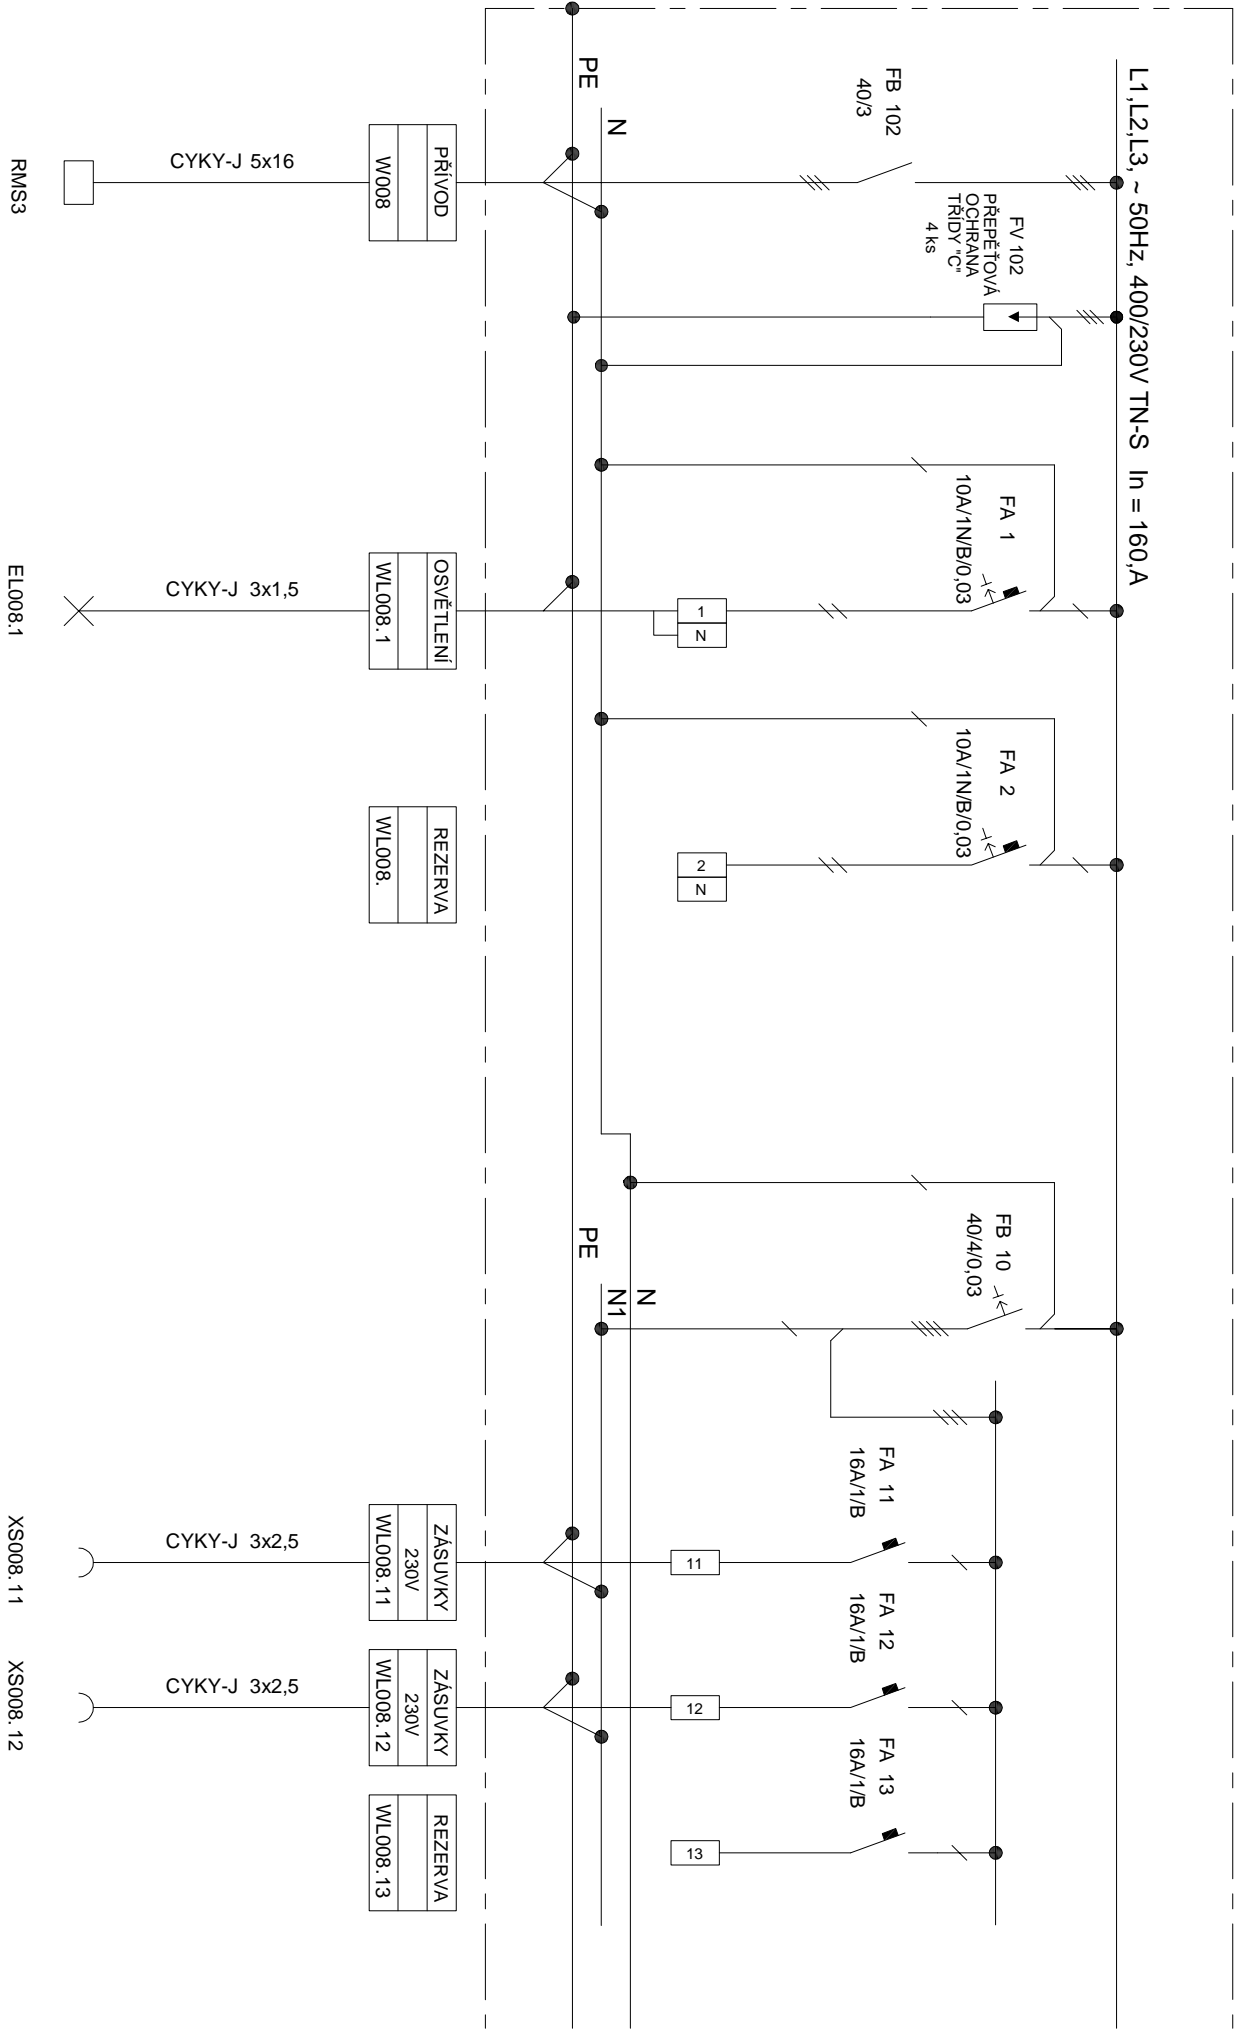 L1,L2,L3, ~ 50Hz, 400/230V TN-S In = 160,A
FB 102
40/3
PE
N
PŘÍVOD
W008
CYKY-J 5x16
RMS3
FV 102
PŘEPĚŤOVÁ
OCHRANA
TŘÍDY "C"
4 ks
FA 1
10A/1N/B/0,03
1
N
OSVĚTLENÍ
WL008.1
CYKY-J 3x1,5
EL008.1
FA 2
10A/1N/B/0,03
2
N
REZERVA
WL008.
FB 10
40/4/0,03
N
N1
PE
FA 11
16A/1/B
11
ZÁSUVKY
230V
WL008.11
CYKY-J 3x2,5
XS008.11
FA 12
16A/1/B
12
ZÁSUVKY
230V
WL008.12
CYKY-J 3x2,5
XS008.12
FA 13
16A/1/B
13
REZERVA
WL008.13